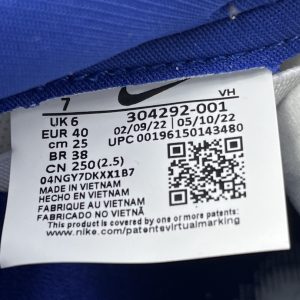 7 VH
UK 6 304292-001
EUR 40 02/09/22 05/10/22
cm 25 UPC 00196150143480
BR 38
CN 250 (2.5)
04NGY7DKXX1B7
MADE IN VIETNAM
HECHO EN VIETNAM
FABRIQUE AU VIETNAM
FABRICADO NO VIETNÃ
This product is covered by one or more patents.
See www.nike.com/patentsvirtualmarking